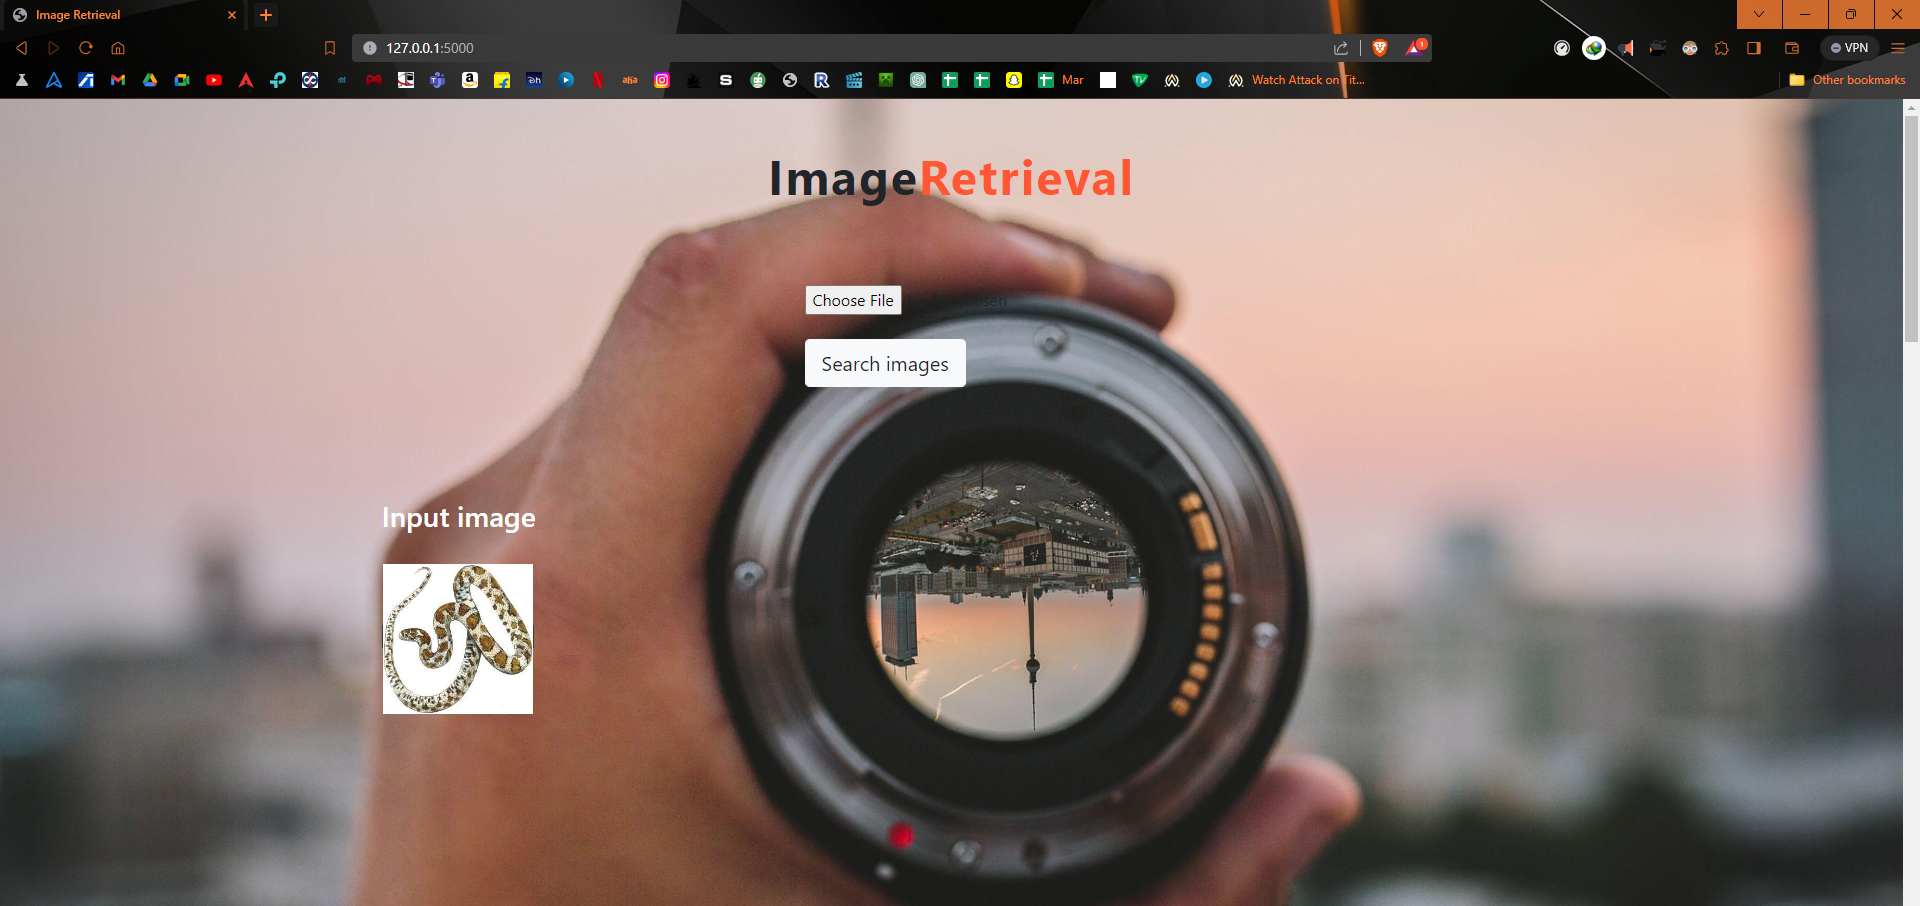 Image Retrieval
127.0.0.1:5000
1
VPN
Mar
Watch Attack on Tit...
Other bookmarks
ImageRetrieval
Choose File
Search images
Input image